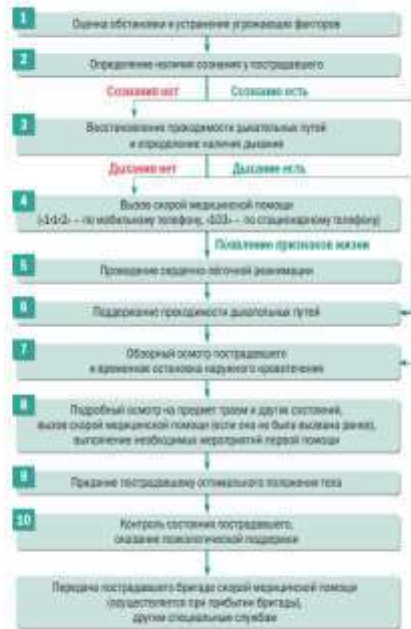 1
Оценка обстановки и устранение угрожающих факторов
2
Определение наличия сознания у пострадавшего
Сознания нет
Сознание есть
3
Восстановление проходимости дыхательных путей
и определение наличия дыхания
Дыхания нет
Дыхание есть
4
Вызов скорой медицинской помощи
(«112» – по мобильному телефону, «103» – по стационарному телефону)
Появление признаков жизни
5
Проведение сердечно-лёгочной реанимации
6
Поддержание проходимости дыхательных путей
7
Обзорный осмотр пострадавшего
и временная остановка наружного кровотечения
8
Подробный осмотр на предмет травм и других состояний,
вызов скорой медицинской помощи (если она не была вызвана ранее),
выполнение необходимых мероприятий первой помощи
9
Придание пострадавшему оптимального положения тела
10
Контроль состояния пострадавшего,
оказание психологической поддержки
Передача пострадавшего бригаде скорой медицинской помощи
(осуществляется при прибытии бригады),
другим специальным службам